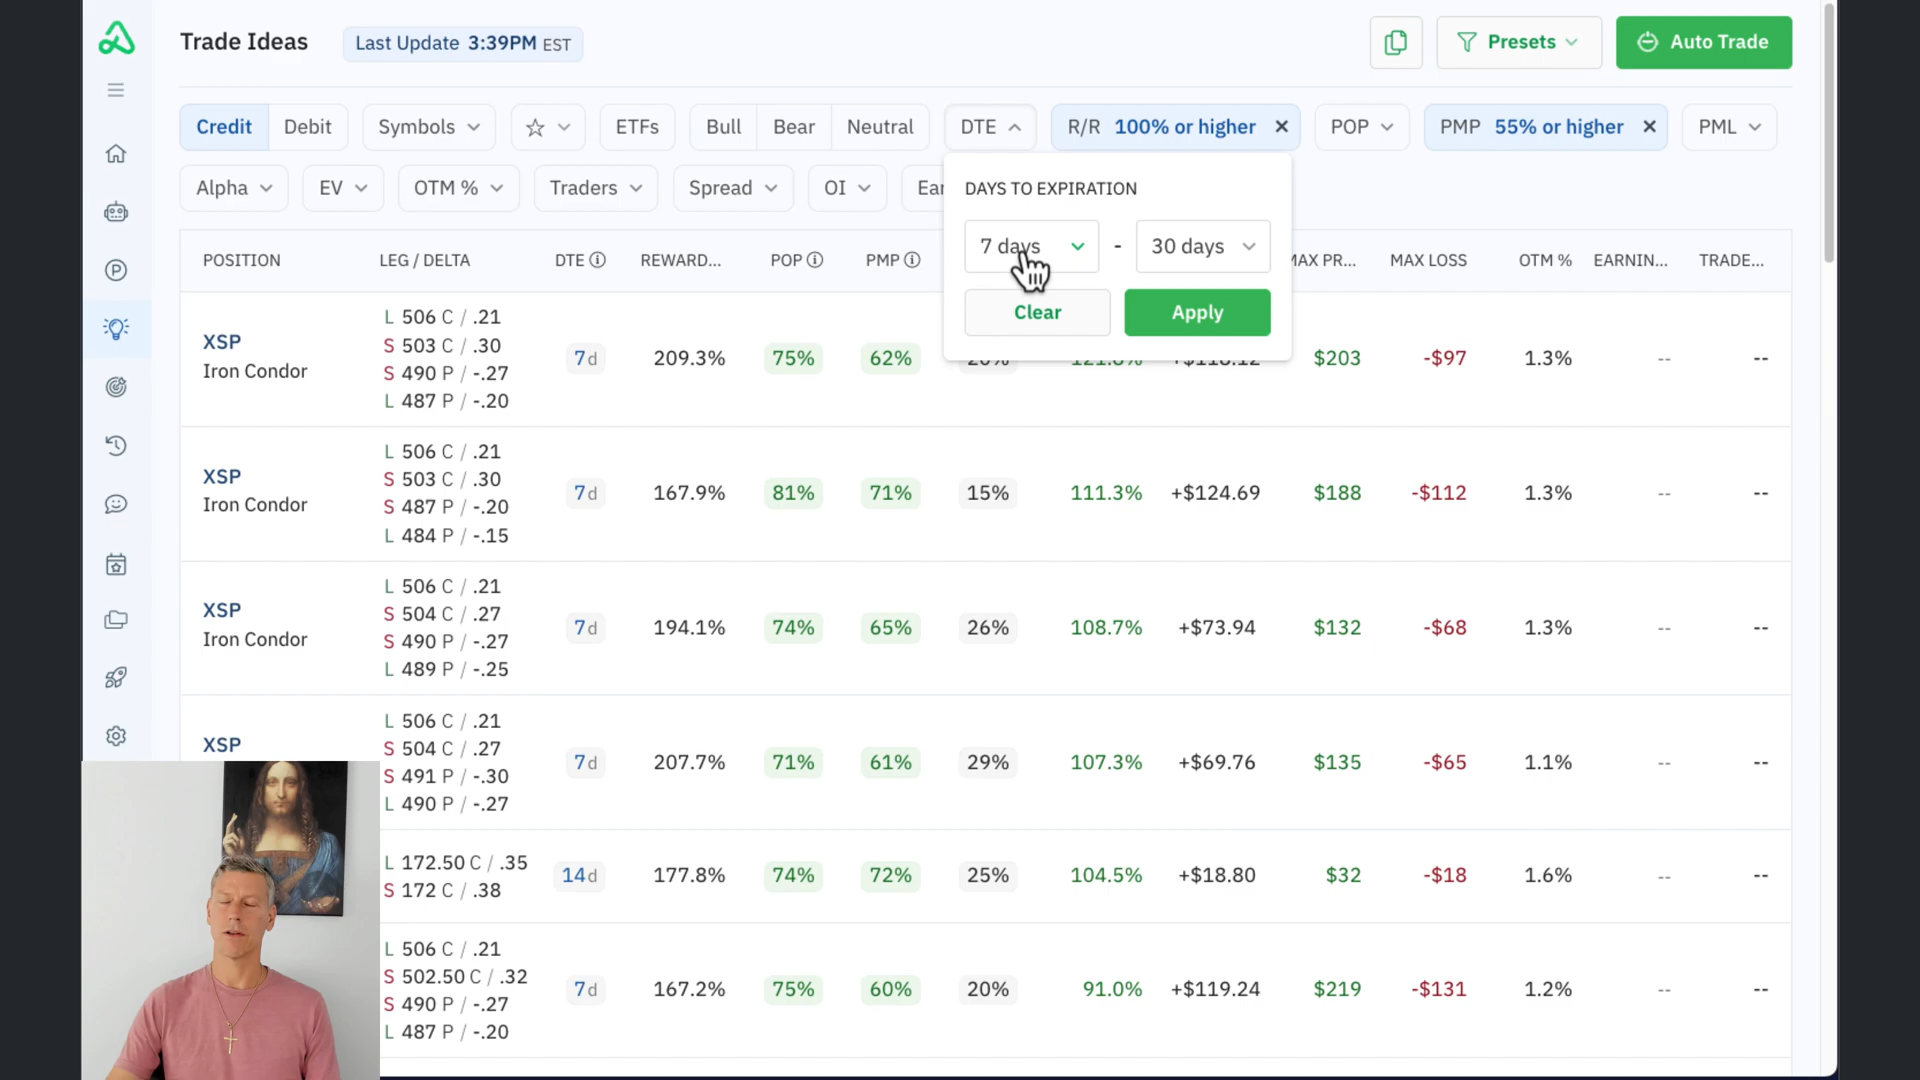 Trade Ideas
Last Update 3:39PM EST
Presets
Auto Trade
Credit Debit Symbols ETFs Bull Bear Neutral DTE R/R 100% or higher × POP PMP 55% or higher × PML
Alpha EV OTM % Traders Spread OI Ear
DAYS TO EXPIRATION
7 days - 30 days
Clear Apply
POSITION LEG / DELTA DTE REWARD... POP PMP MAX PR... MAX LOSS OTM % EARNIN... TRADE...
XSP
Iron Condor
L 506 C / .21
S 503 C / .30
S 490 P / -.27
L 487 P / -.20
7d 209.3% 75% 62% $203 -$97 1.3% -- --
XSP
Iron Condor
L 506 C / .21
S 503 C / .30
S 487 P / -.20
L 484 P / -.15
7d 167.9% 81% 71% 15% 111.3% +$124.69 $188 -$112 1.3% -- --
XSP
Iron Condor
L 506 C / .21
S 504 C / .27
S 490 P / -.27
L 489 P / -.25
7d 194.1% 74% 65% 26% 108.7% +$73.94 $132 -$68 1.3% -- --
XSP
L 506 C / .21
S 504 C / .27
S 491 P / -.30
L 490 P / -.27
7d 207.7% 71% 61% 29% 107.3% +$69.76 $135 -$65 1.1% -- --
L 172.50 C / .35
S 172 C / .38
14d 177.8% 74% 72% 25% 104.5% +$18.80 $32 -$18 1.6% -- --
L 506 C / .21
S 502.50 C / .32
S 490 P / -.27
L 487 P / -.20
7d 167.2% 75% 60% 20% 91.0% +$119.24 $219 -$131 1.2% -- --